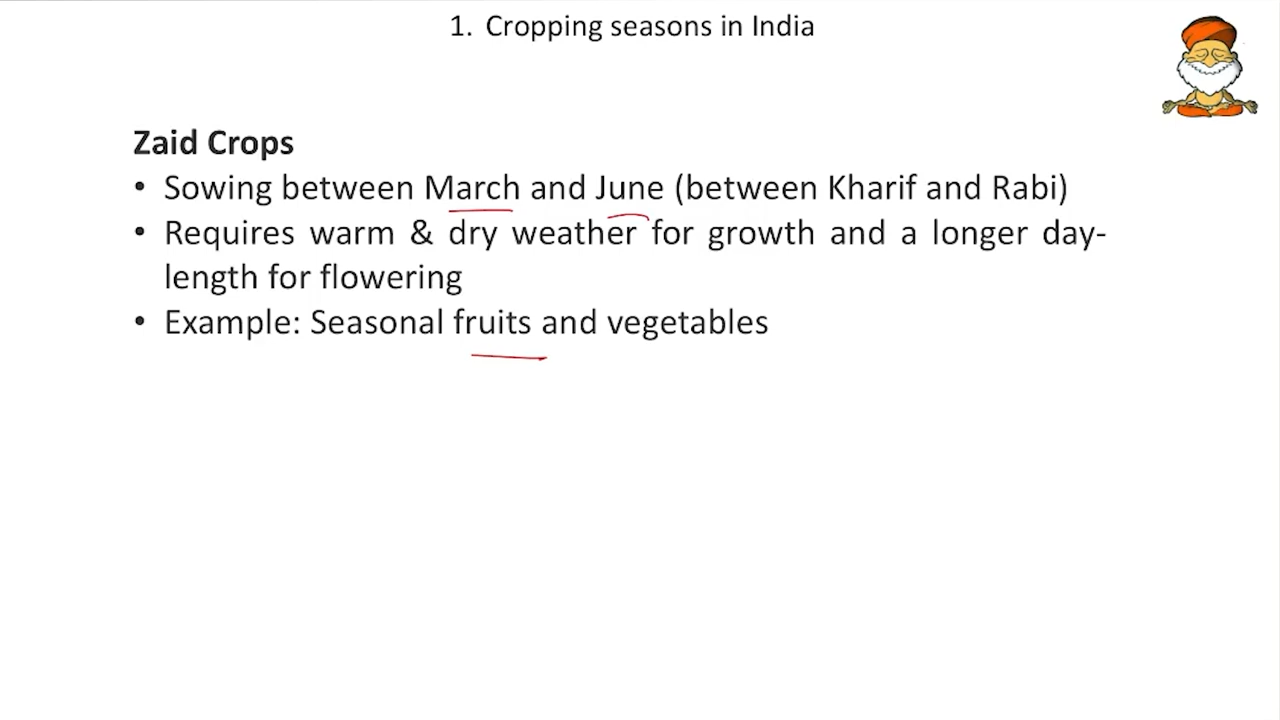 1. Cropping seasons in India
Zaid Crops
• Sowing between March and June (between Kharif and Rabi)
• Requires warm & dry weather for growth and a longer day-
length for flowering
• Example: Seasonal fruits and vegetables